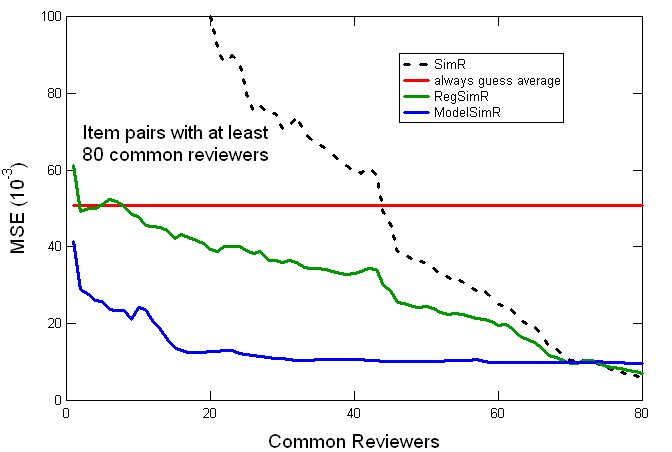 100
80
60
40
20
0
MSE (10-3)
SimR
always guess average
RegSimR
ModelSimR
Item pairs with at least
80 common reviewers
0 20 40 60 80
Common Reviewers